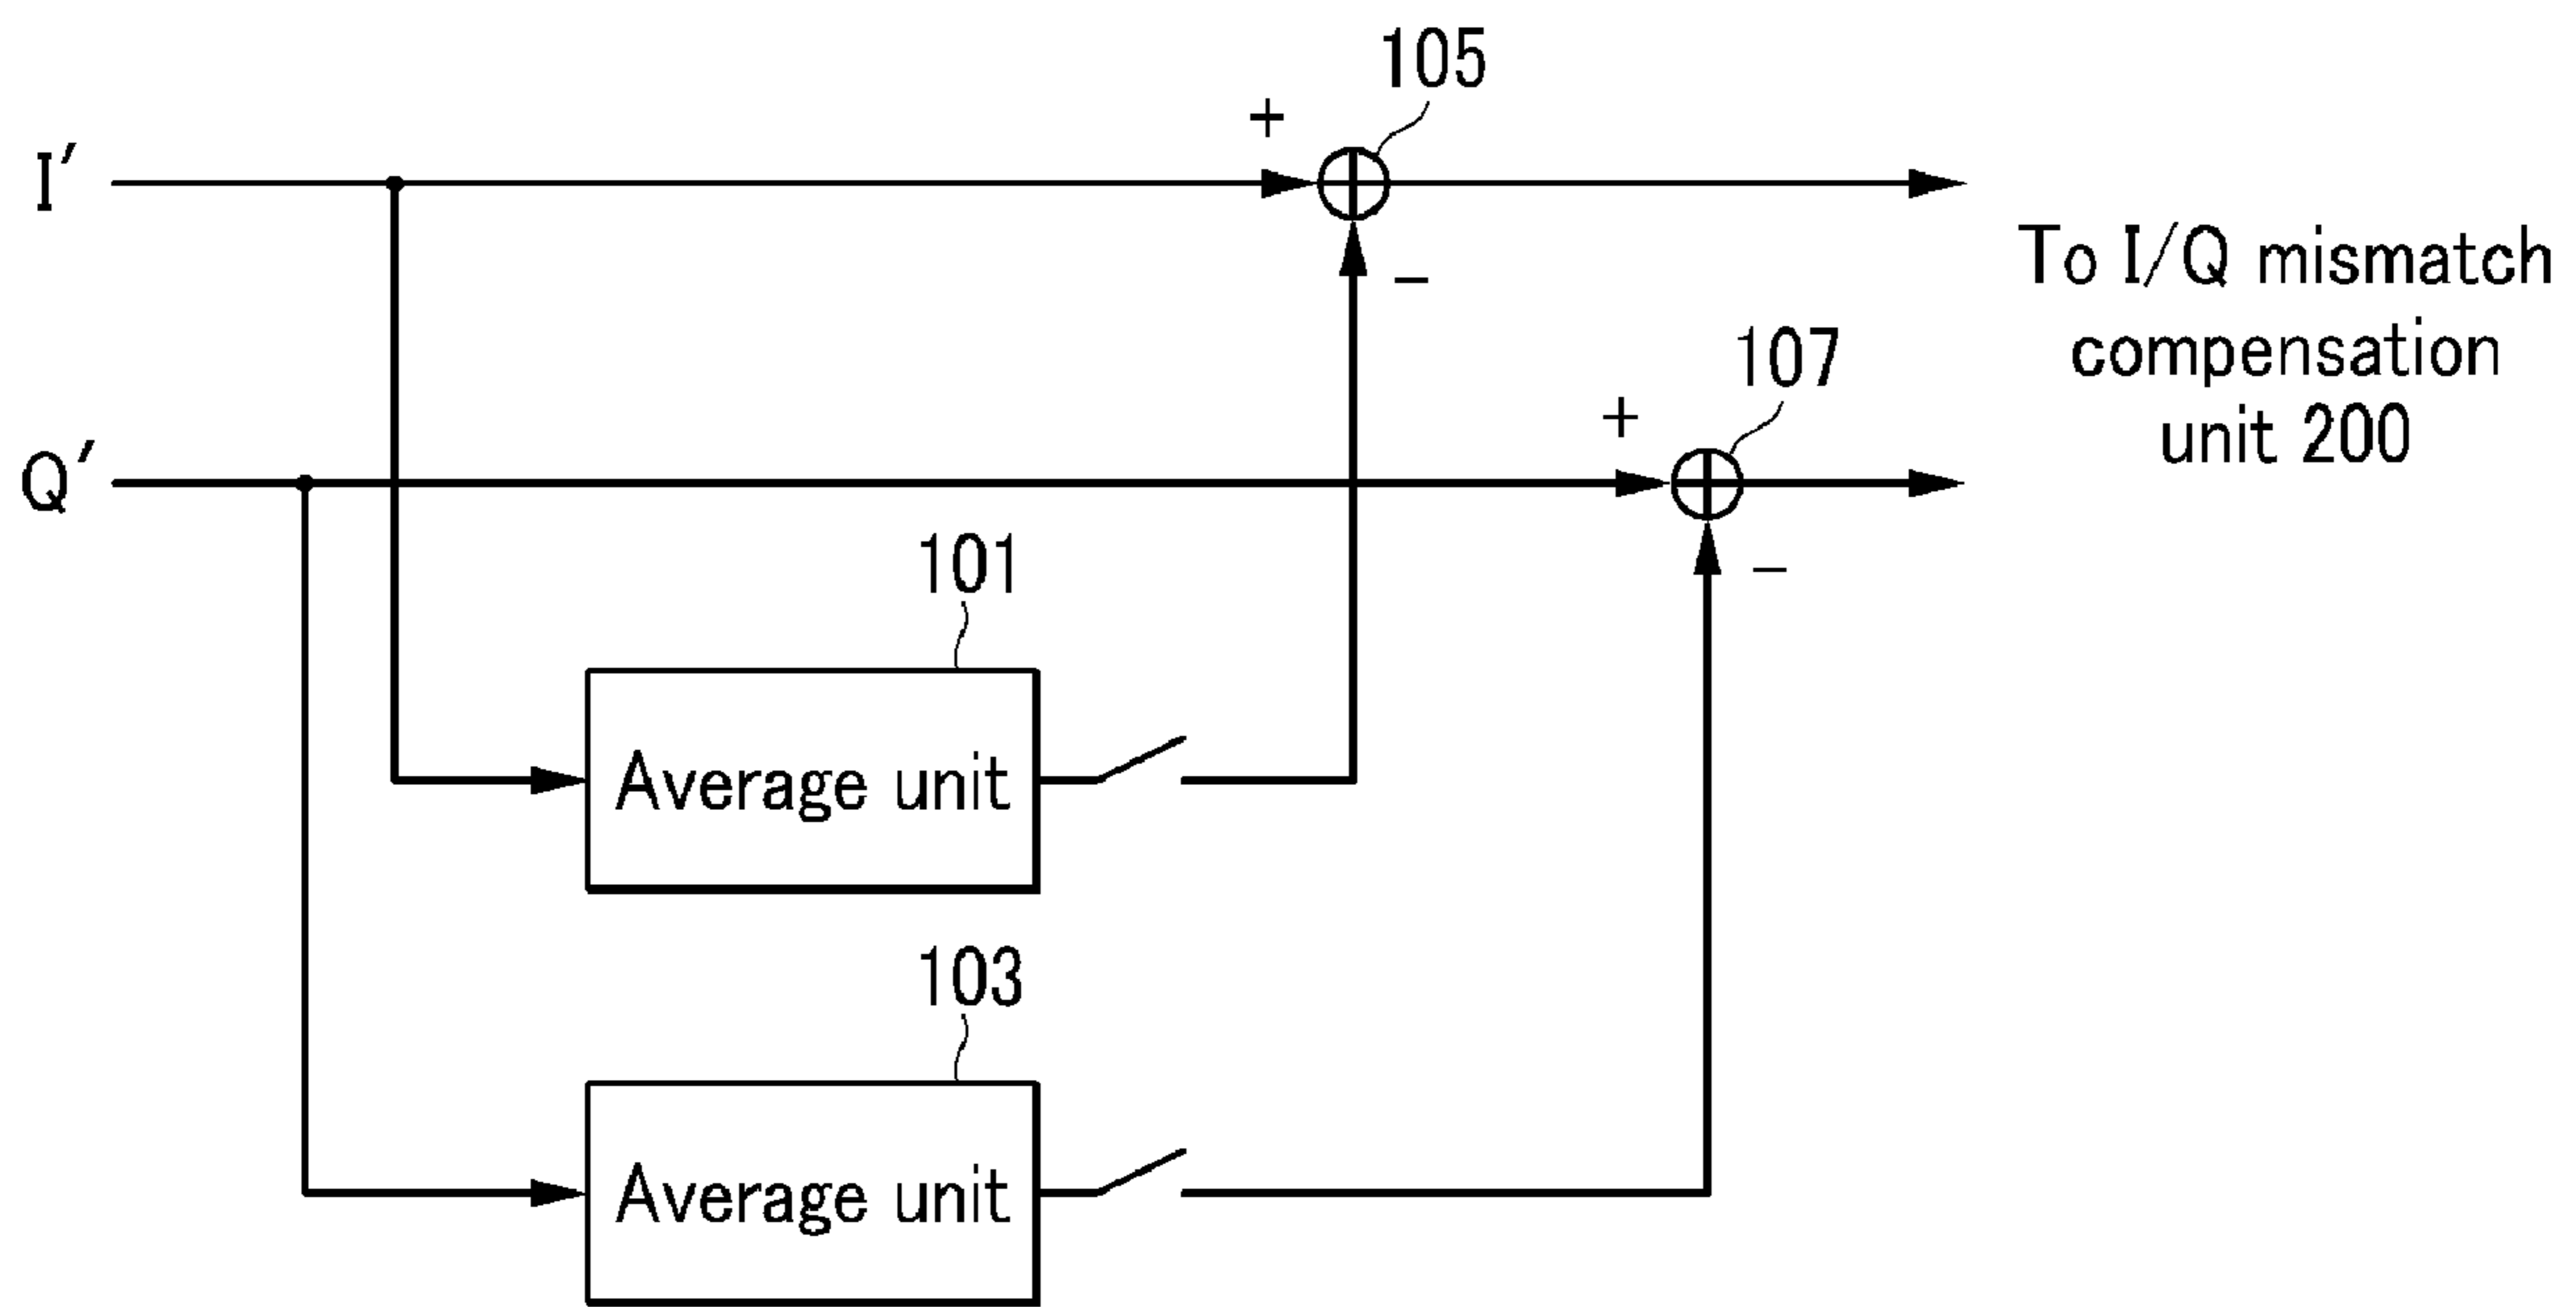 105
+
I′
−
To I/Q mismatch
compensation
unit 200
107
+
Q′
−
101
Average unit
103
Average unit